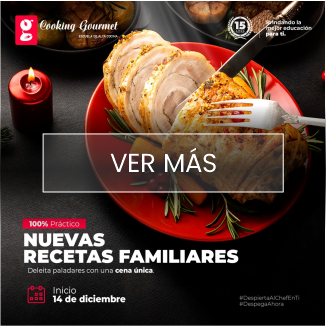 g
Cooking Gourmet
ESCUELA DE ALTA COCINA
15
Brindando la
mejor educación
para ti.
VER MÁS
100% Práctico
NUEVAS
RECETAS FAMILIARES
Deleita paladares con una cena única.
Inicio
14 de diciembre
#DespiertaAlChefEnTi
#DespegaAhora